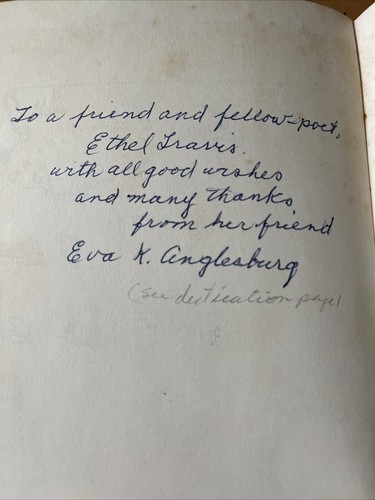 To a friend and fellow-poet,
Ethel Travis.
with all good wishes
and many thanks
from her friend
Eva K. Anglesburg
(see dedication page)